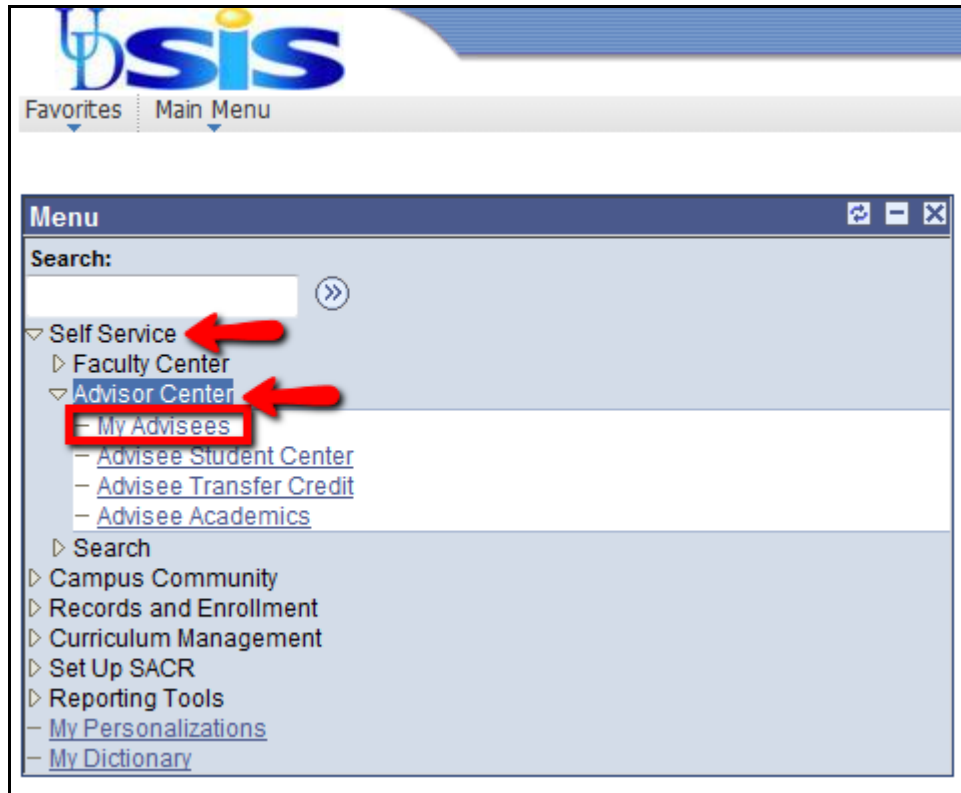 UDsis
Favorites Main Menu
Menu
Search:
Self Service
Faculty Center
Advisor Center
– My Advisees
– Advisee Student Center
– Advisee Transfer Credit
– Advisee Academics
Search
Campus Community
Records and Enrollment
Curriculum Management
Set Up SACR
Reporting Tools
– My Personalizations
– My Dictionary